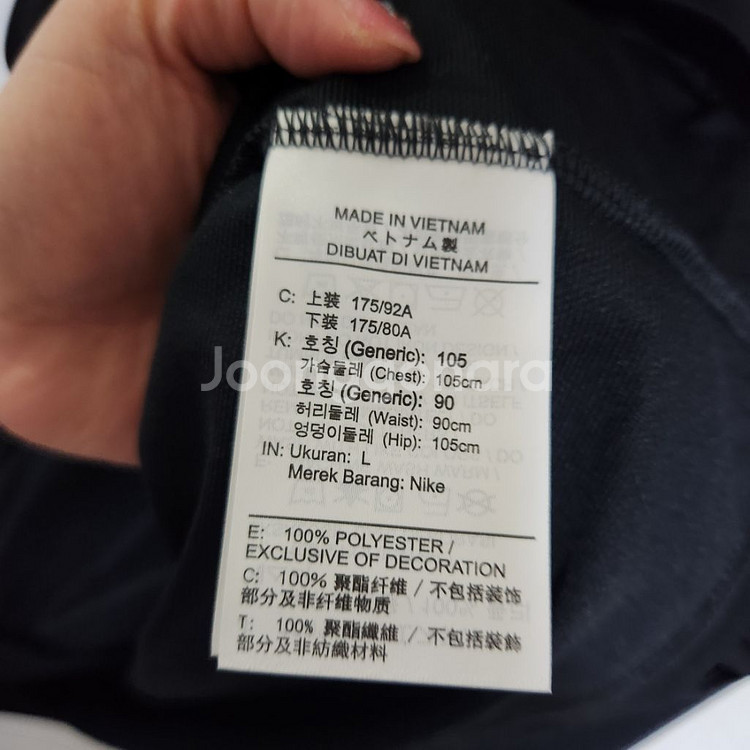 MADE IN VIETNAM
ベトナム製
DIBUAT DI VIETNAM
C: 上装 175/92A
下装 175/80A
K: 호칭 (Generic): 105
가슴둘레 (Chest): 105cm
Joonggonara
호칭 (Generic): 90
허리둘레 (Waist): 90cm
엉덩이둘레 (Hip): 105cm
IN: Ukuran: L
Merek Barang: Nike
E: 100% POLYESTER /
EXCLUSIVE OF DECORATION
C: 100% 聚酯纤维 / 不包括装饰
部分及非纤维物质
T: 100% 聚酯纖維 / 不包括裝飾
部分及非紡織材料